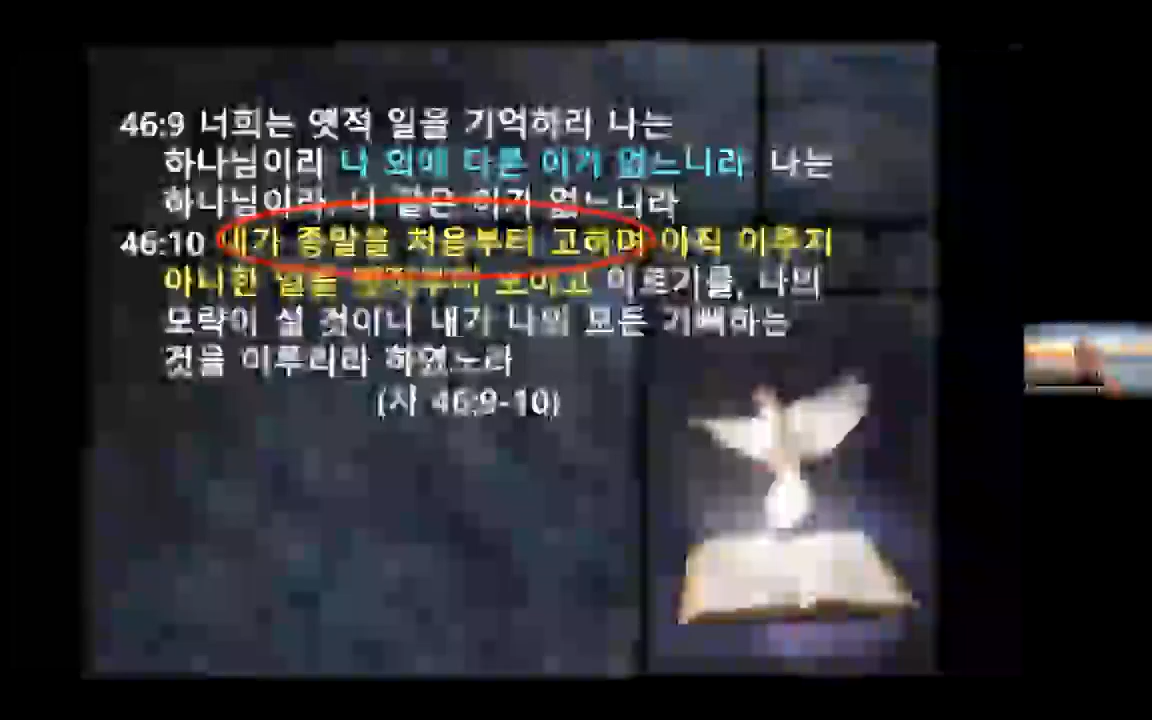 46:9 너희는 옛적 일을 기억하라 나는
하나님이라 나 외에 다른 이가 없느니라 나는
하나님이라. 나 같은 이가 없느니라
46:10 내가 종말을 처음부터 고하며 아직 이루지
아니한 일을 옛적부터 보이고 이르기를, 나의
모략이 설 것이니 내가 나의 모든 기뻐하는
것을 이루리라 하였노라
(사 46:9-10)